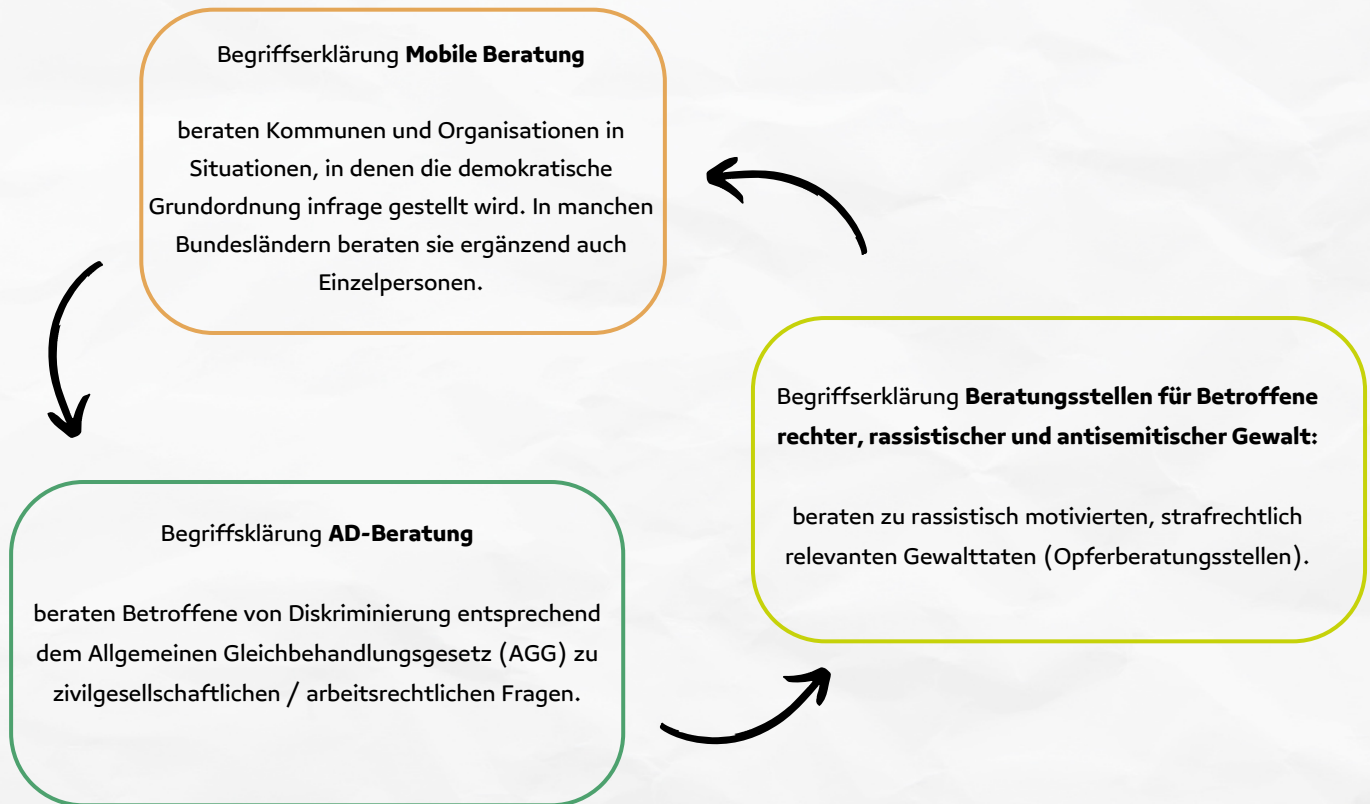 Begriffserklärung Mobile Beratung
beraten Kommunen und Organisationen in
Situationen, in denen die demokratische
Grundordnung infrage gestellt wird. In manchen
Bundesländern beraten sie ergänzend auch
Einzelpersonen.
Begriffserklärung Beratungsstellen für Betroffene
rechter, rassistischer und antisemitischer Gewalt:
beraten zu rassistisch motivierten, strafrechtlich
relevanten Gewalttaten (Opferberatungsstellen).
Begriffsklärung AD-Beratung
beraten Betroffene von Diskriminierung entsprechend
dem Allgemeinen Gleichbehandlungsgesetz (AGG) zu
zivilgesellschaftlichen / arbeitsrechtlichen Fragen.